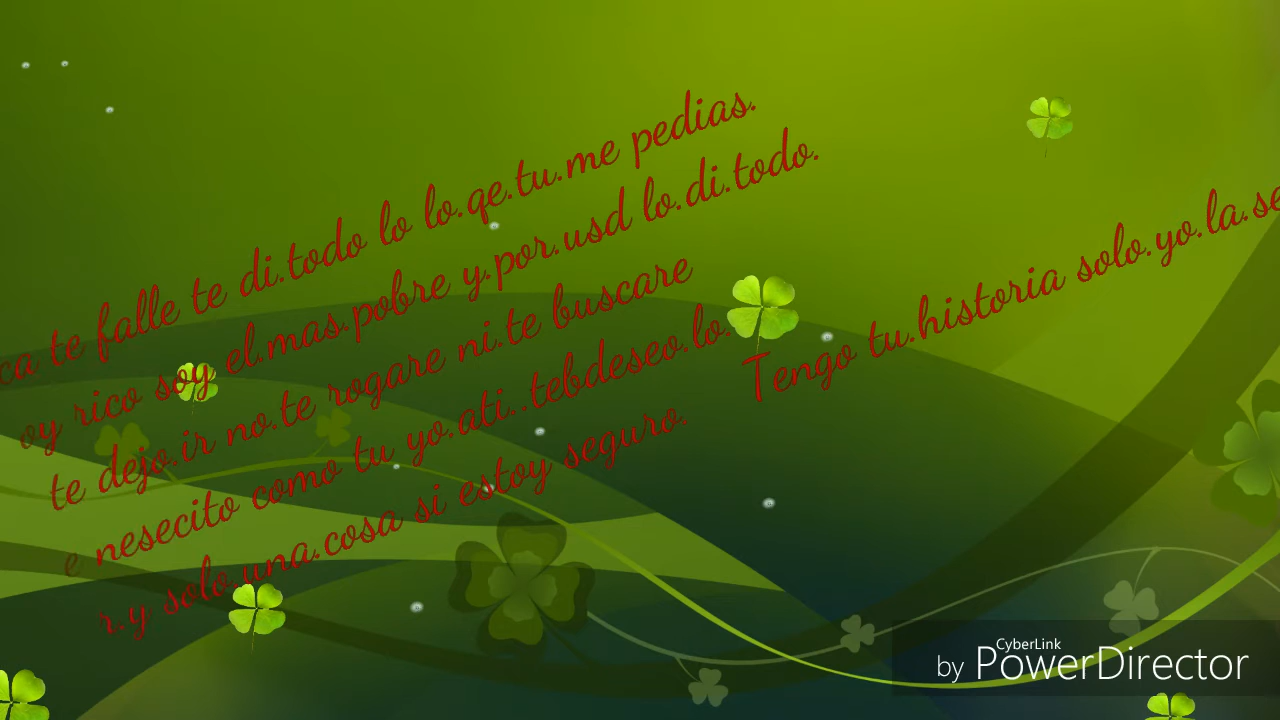 ca te falle te di.todo lo lo.qe.tu.me pedias.
oy rico soy el.mas.pobre y.por.usd lo.di.todo.
te dejo.ir no.te rogare ni.te buscare
e nesecito como tu yo.ati..tebdeseo.lo.
r.y solo.una.cosa si estoy seguro.
Tengo tu.historia solo.yo.la.se
by CyberLink PowerDirector